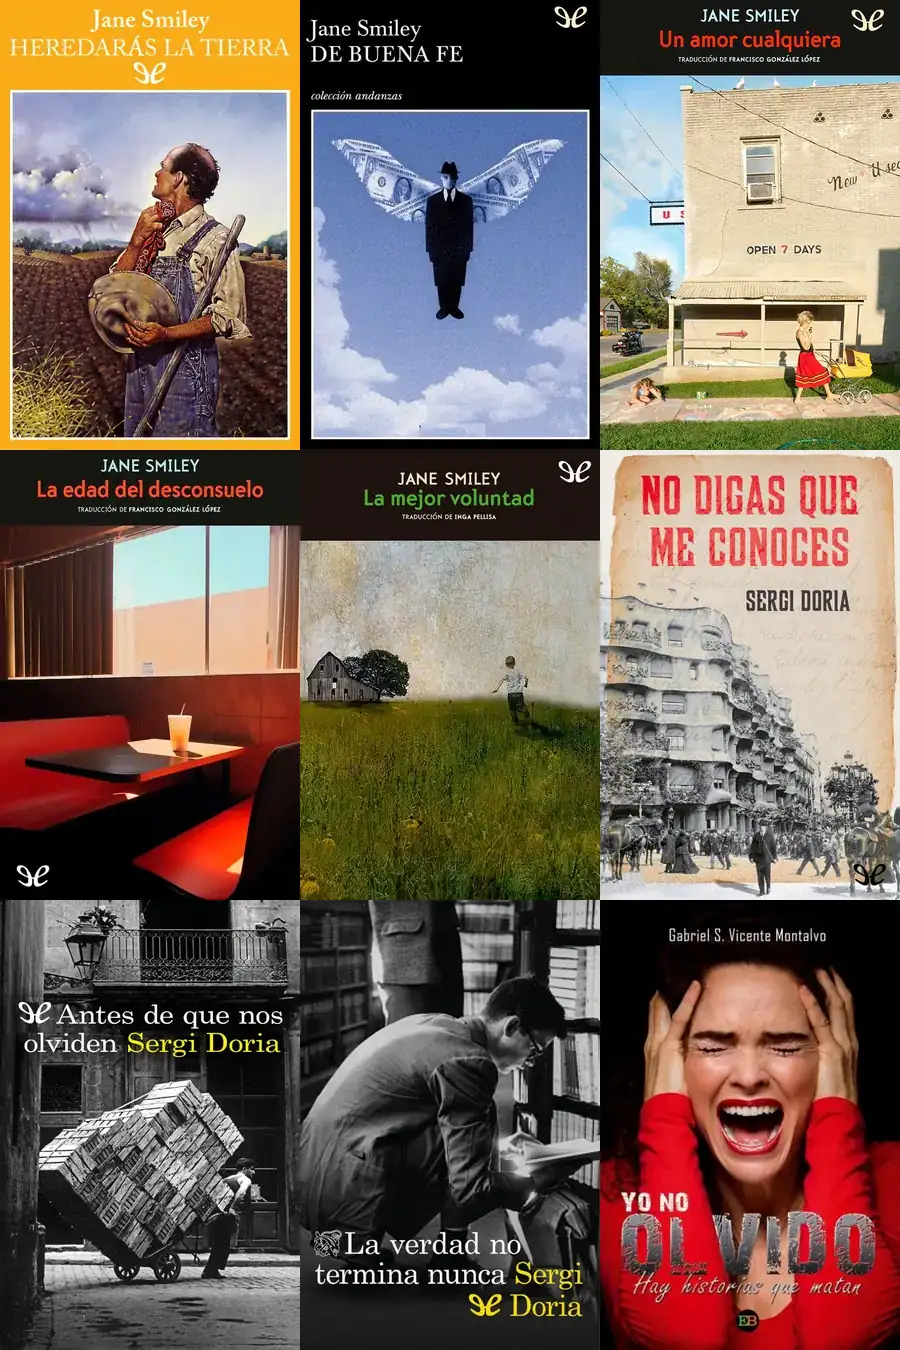 Jane Smiley
HEREDARÁS LA TIERRA
Jane Smiley
DE BUENA FE
colección andanzas
JANE SMILEY
Un amor cualquiera
TRADUCCIÓN DE FRANCISCO GONZÁLEZ LÓPEZ
New Used
U S
OPEN 7 DAYS
JANE SMILEY
La edad del desconsuelo
TRADUCCIÓN DE FRANCISCO GONZÁLEZ LÓPEZ
JANE SMILEY
La mejor voluntad
TRADUCCIÓN DE INGA PELLISA
NO DIGAS QUE
ME CONOCES
SERGI DORIA
Antes de que nos
olviden Sergi Doria
La verdad no
termina nunca Sergi
Doria
Gabriel S. Vicente Montalvo
YO NO
OLVIDO
Hay historias que matan
EB